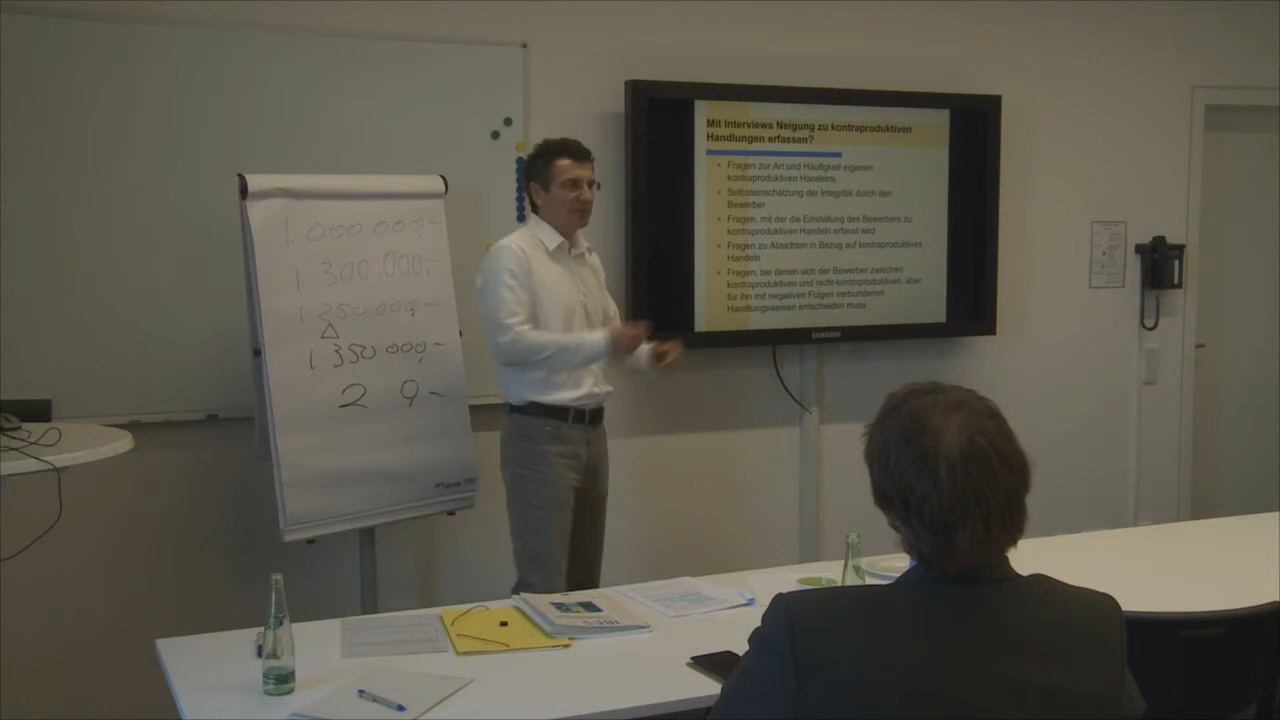 1.000 000,-
1.300.000,-
1.250 000,-
1.350 000,-
2 9-
Mit Interviews Neigung zu kontraproduktiven
Handlungen erfassen?
• Fragen zur Art und Häufigkeit eigenen
kontraproduktiven Handelns
• Selbsteinschätzung der Integrität durch den
Bewerber
• Fragen, mit der die Einstellung des Bewerbers zu
kontraproduktiven Handeln erfasst wird
• Fragen zu Absichten in Bezug auf kontraproduktives
Handeln
• Fragen, bei denen sich der Bewerber zwischen
kontraproduktiven und nicht-kontraproduktiven, aber
für ihn mit negativen Folgen verbundenen
Handlungsweisen entscheiden muss
SAMSUNG
IBES